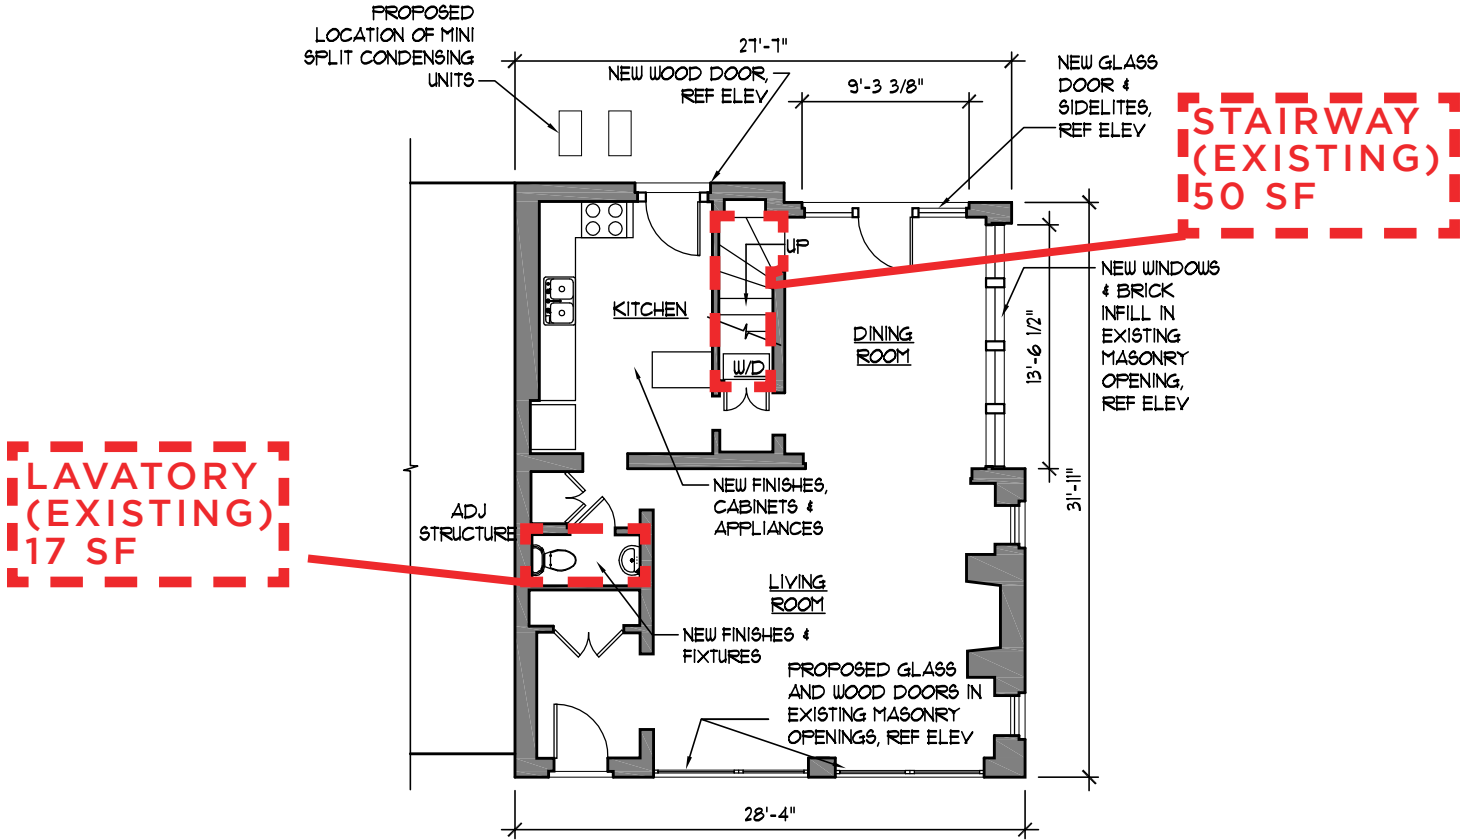 PROPOSED
LOCATION OF MINI
SPLIT CONDENSING
UNITS
27'-7"
NEW WOOD DOOR,
REF ELEV
9'-3 3/8"
NEW GLASS
DOOR &
SIDELITES,
REF ELEV
STAIRWAY
(EXISTING)
50 SF
UP
KITCHEN
DINING
ROOM
W/D
13'-6 1/2"
NEW WINDOWS
& BRICK
INFILL IN
EXISTING
MASONRY
OPENING,
REF ELEV
31'-11"
LAVATORY
(EXISTING)
17 SF
ADJ
STRUCTURE
NEW FINISHES,
CABINETS &
APPLIANCES
LIVING
ROOM
NEW FINISHES &
FIXTURES
PROPOSED GLASS
AND WOOD DOORS IN
EXISTING MASONRY
OPENINGS, REF ELEV
28'-4"